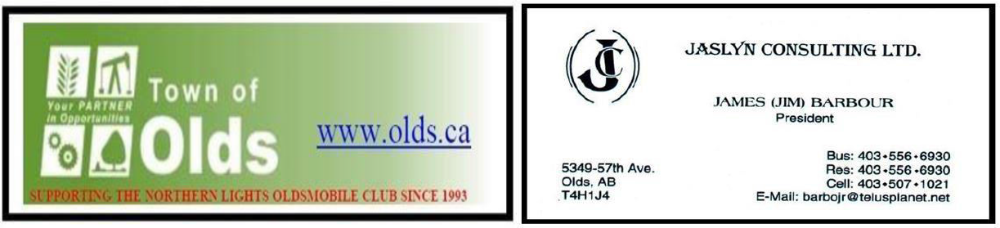 Your PARTNER
in Opportunities
Town of
Olds
www.olds.ca
SUPPORTING THE NORTHERN LIGHTS OLDSMOBILE CLUB SINCE 1993
JC
JASLYN CONSULTING LTD.
JAMES (JIM) BARBOUR
President
5349-57th Ave.
Olds, AB
T4H1J4
Bus: 403•556•6930
Res: 403•556•6930
Cell: 403•507•1021
E-Mail: barbojr@telusplanet.net